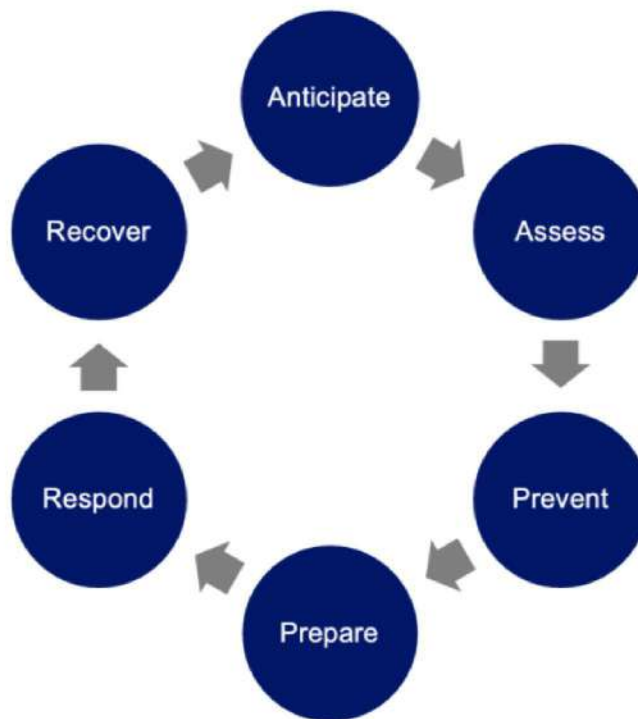 Anticipate
Assess
Prevent
Prepare
Respond
Recover